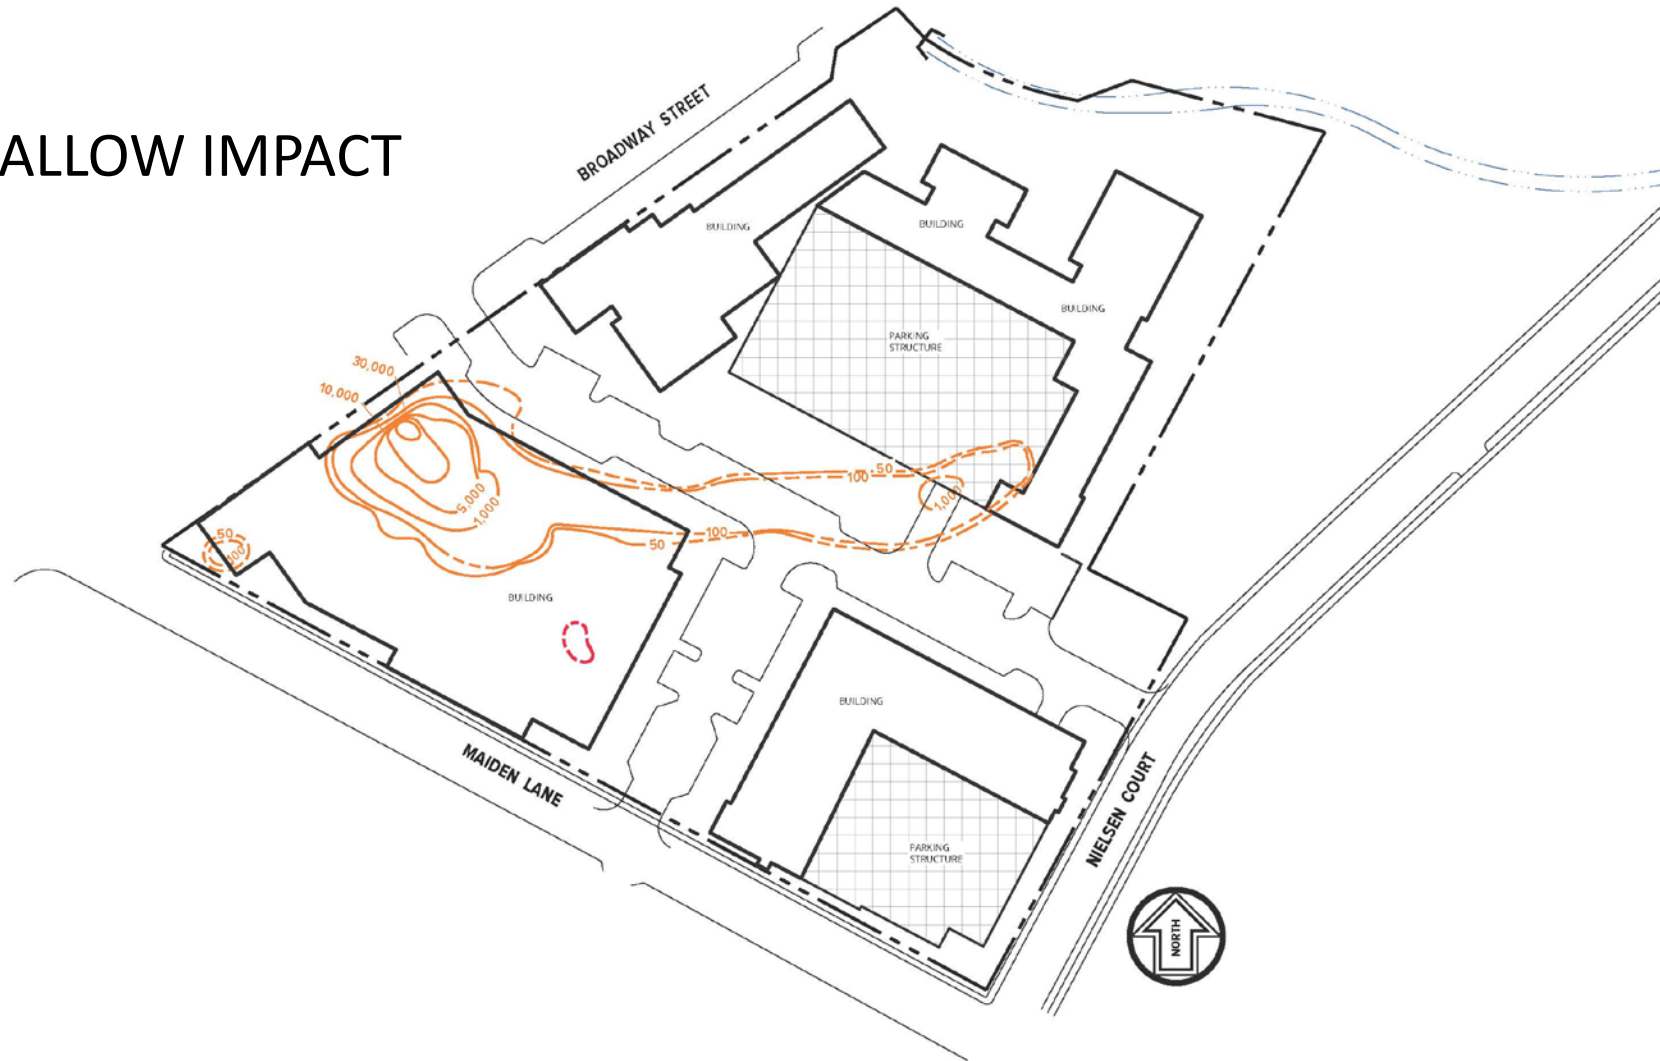 ALLOW IMPACT
BROADWAY STREET
BUILDING
BUILDING
BUILDING
PARKING
STRUCTURE
30,000
10,000
5,000
1,000
50
100
1,000
50
100
100
50
BUILDING
BUILDING
MAIDEN LANE
PARKING
STRUCTURE
NIELSEN COURT
NORTH